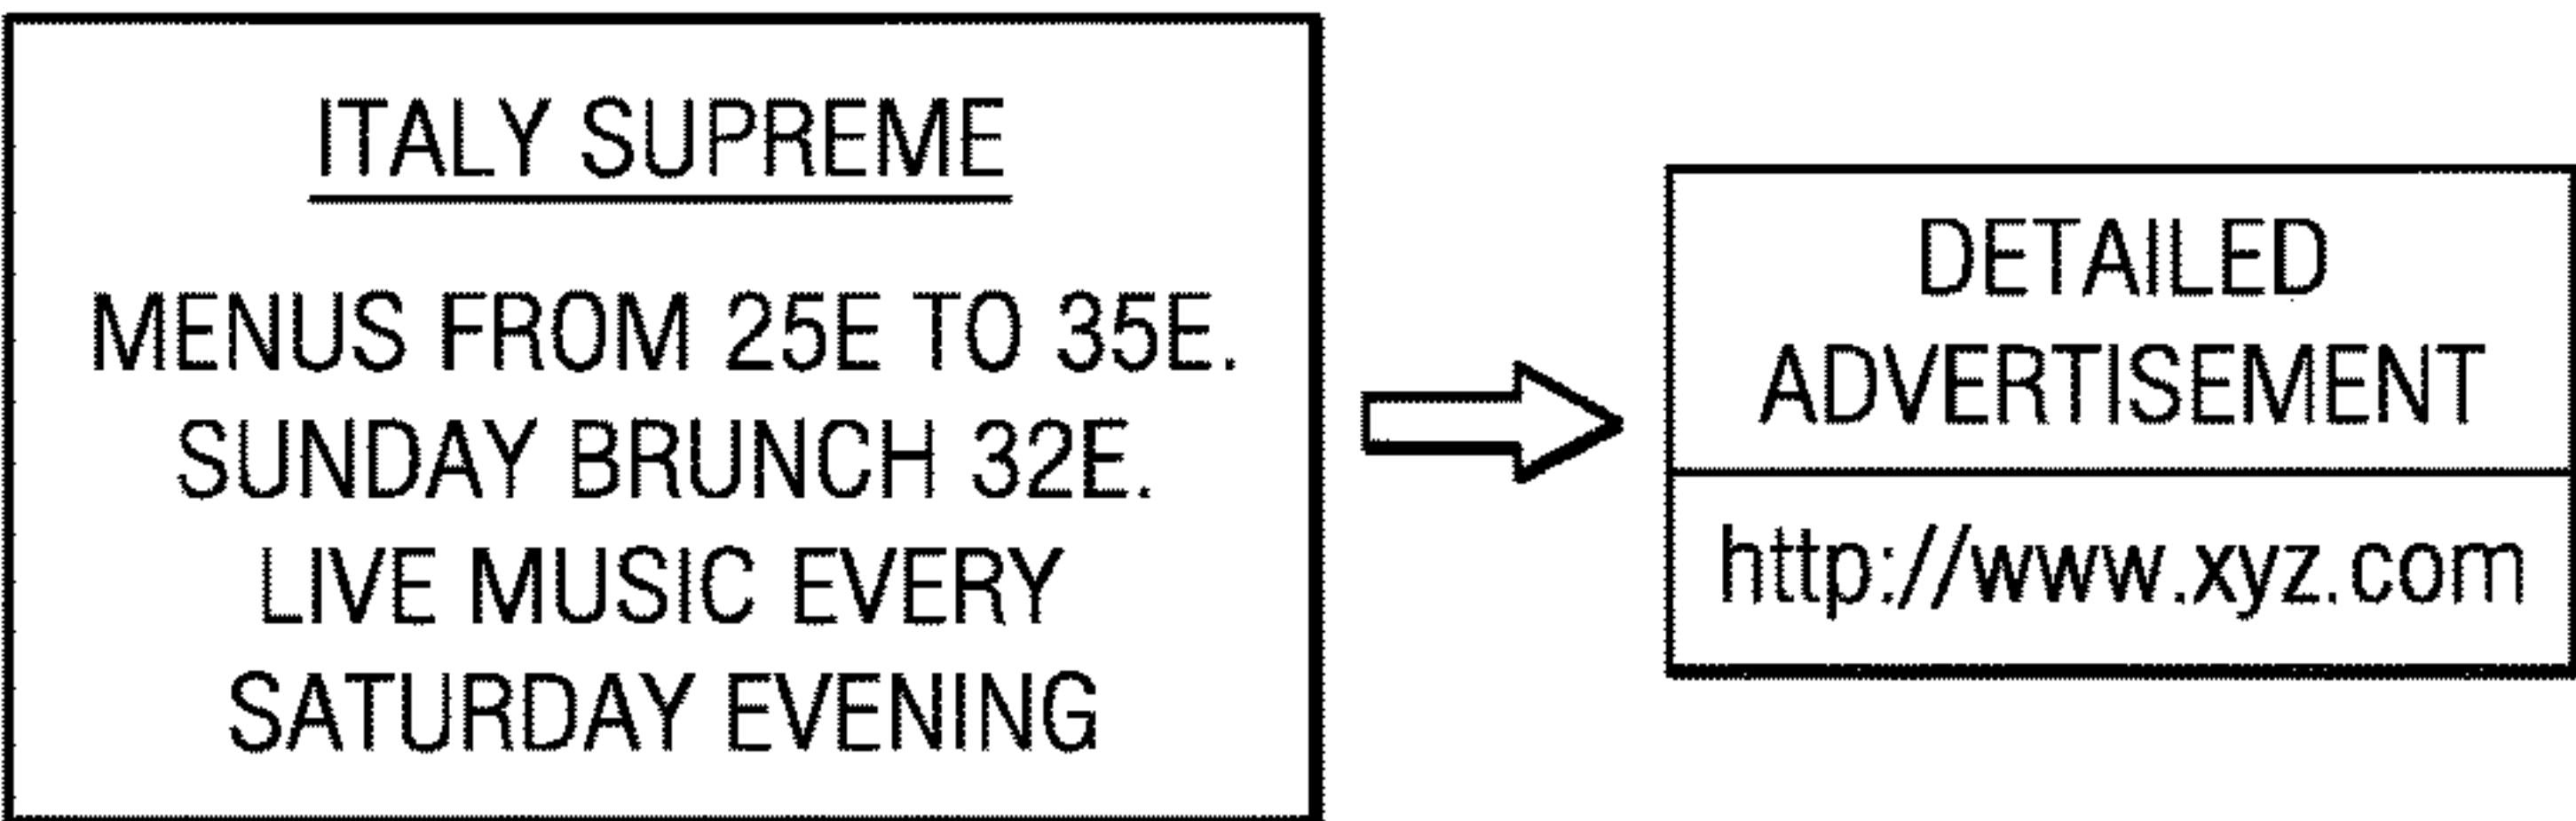 ITALY SUPREME
MENUS FROM 25E TO 35E.
SUNDAY BRUNCH 32E.
LIVE MUSIC EVERY
SATURDAY EVENING
DETAILED
ADVERTISEMENT
http://www.xyz.com